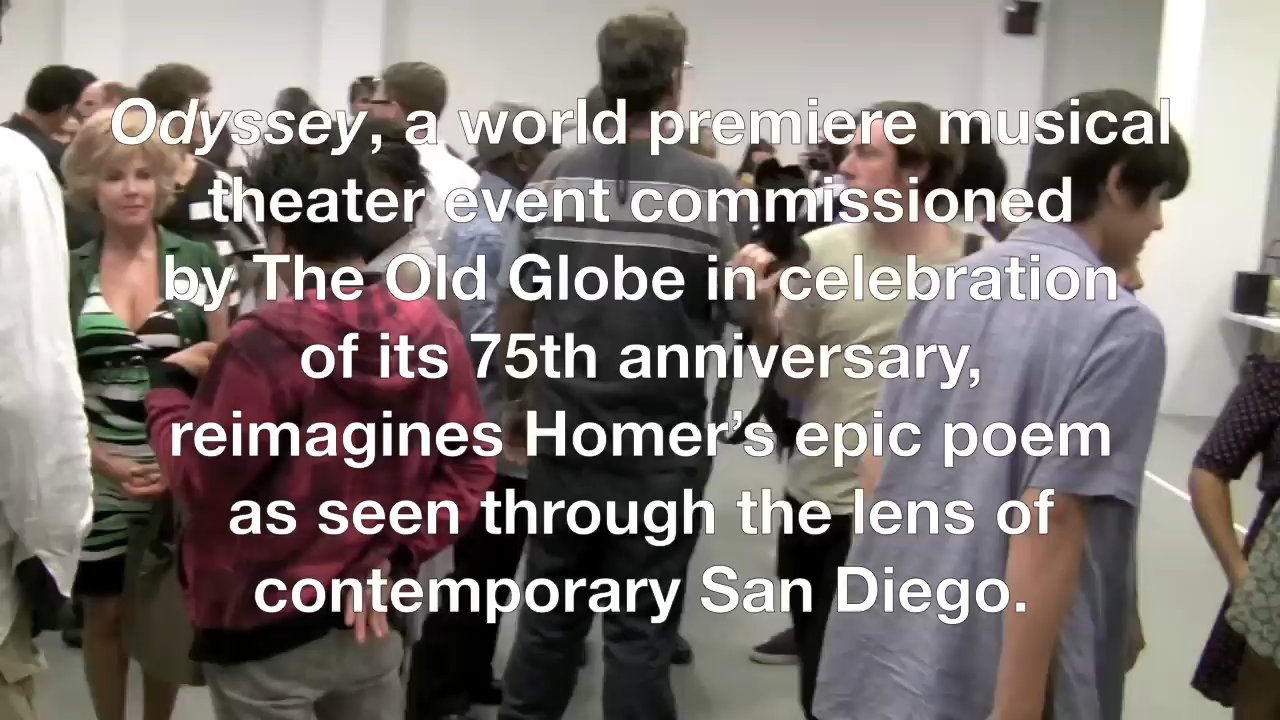 Odyssey, a world premiere musical
theater event commissioned
by The Old Globe in celebration
of its 75th anniversary,
reimagines Homer’s epic poem
as seen through the lens of
contemporary San Diego.